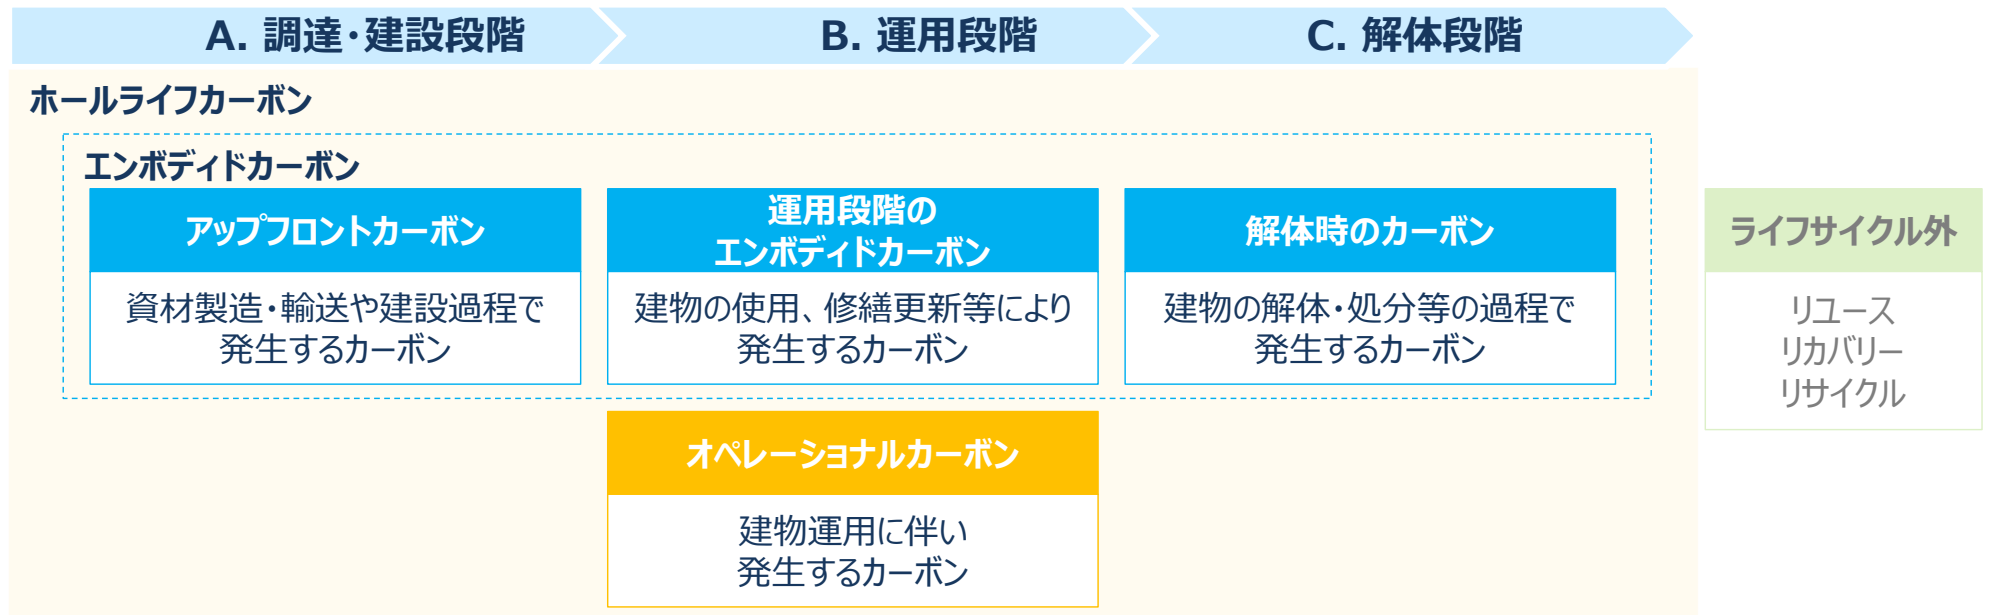 A. 調達・建設段階
B. 運用段階
C. 解体段階
ホールライフカーボン
エンボディドカーボン
アップフロントカーボン
資材製造・輸送や建設過程で
発生するカーボン
運用段階の
エンボディドカーボン
建物の使用、修繕更新等により
発生するカーボン
解体時のカーボン
建物の解体・処分等の過程で
発生するカーボン
ライフサイクル外
リユース
リカバリー
リサイクル
オペレーショナルカーボン
建物運用に伴い
発生するカーボン